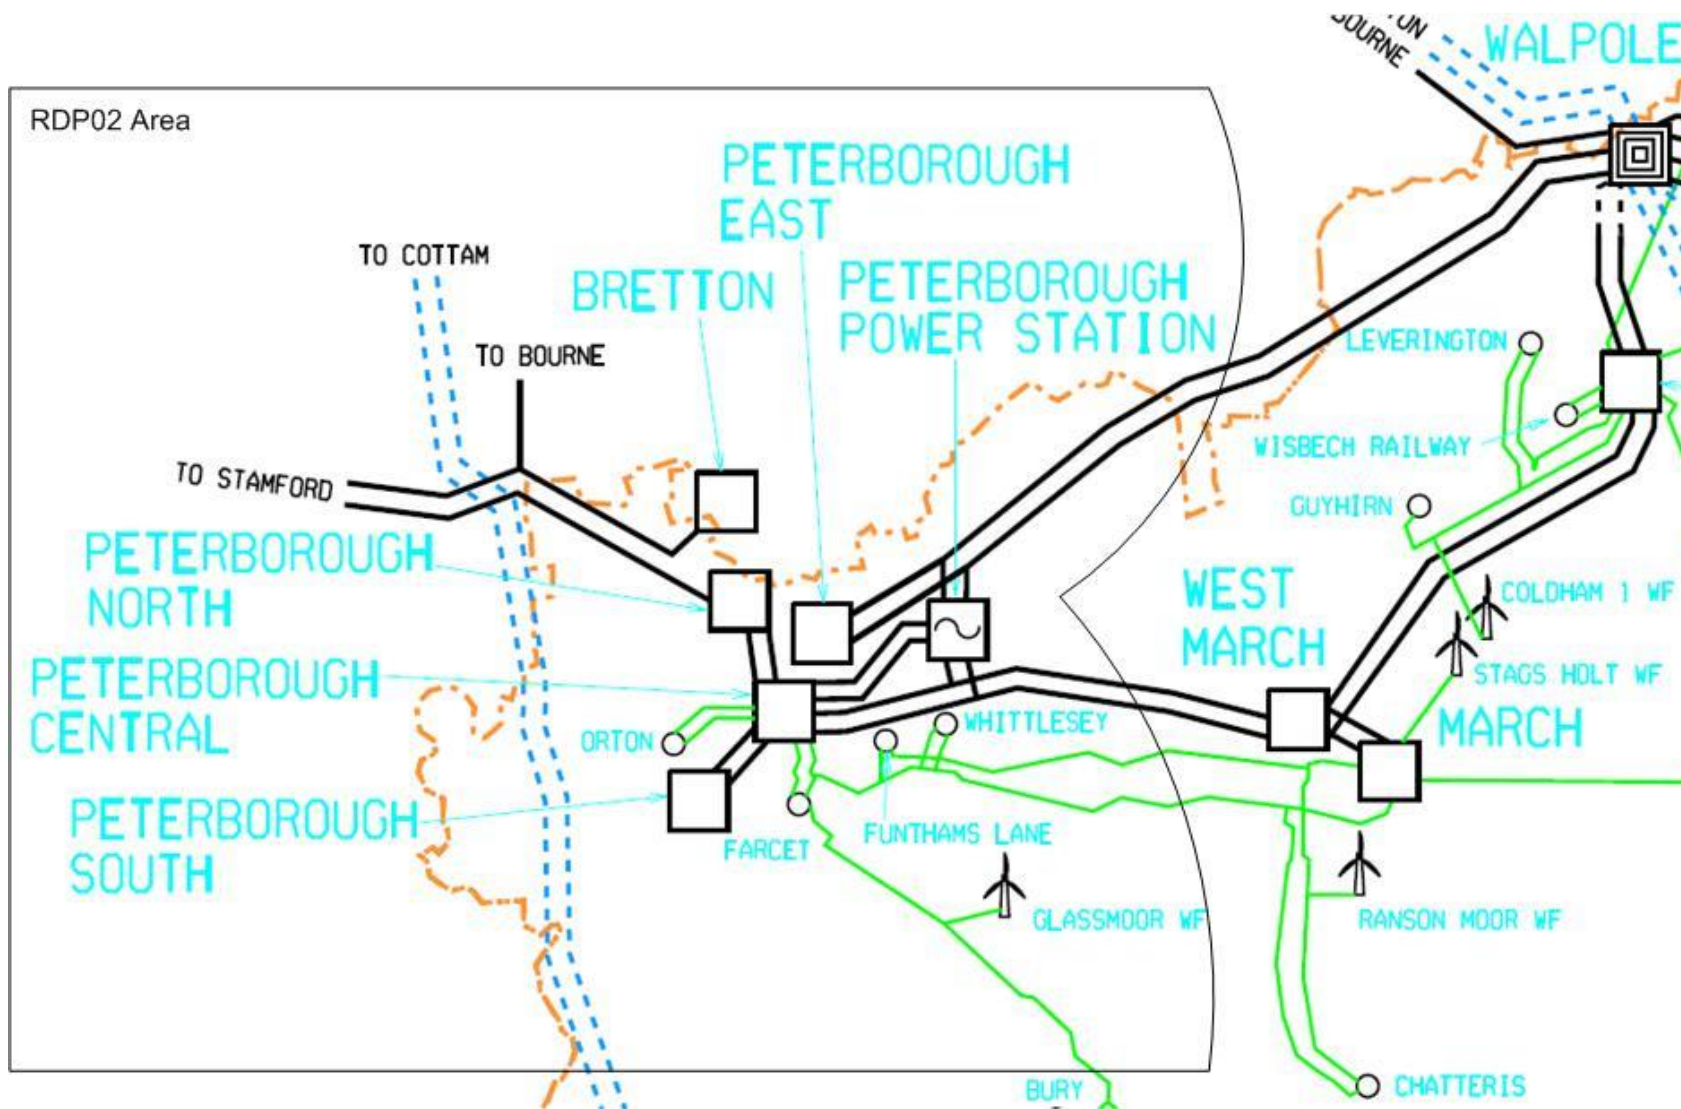 TON
BOURNE
WALPOLE
RDP02 Area
PETERBOROUGH
EAST
TO COTTAM
BRETTON
PETERBOROUGH
POWER STATION
TO BOURNE
LEVERINGTON
WISBECH RAILWAY
TO STAMFORD
GUYHIRN
PETERBOROUGH
NORTH
WEST
MARCH
COLDHAM 1 WF
STAGS HOLT WF
PETERBOROUGH
CENTRAL
ORTON
WHITTLESEY
MARCH
PETERBOROUGH
SOUTH
FARCET
FUNTHAMS LANE
GLASSMOOR WF
RANSON MOOR WF
BURY
CHATTERIS